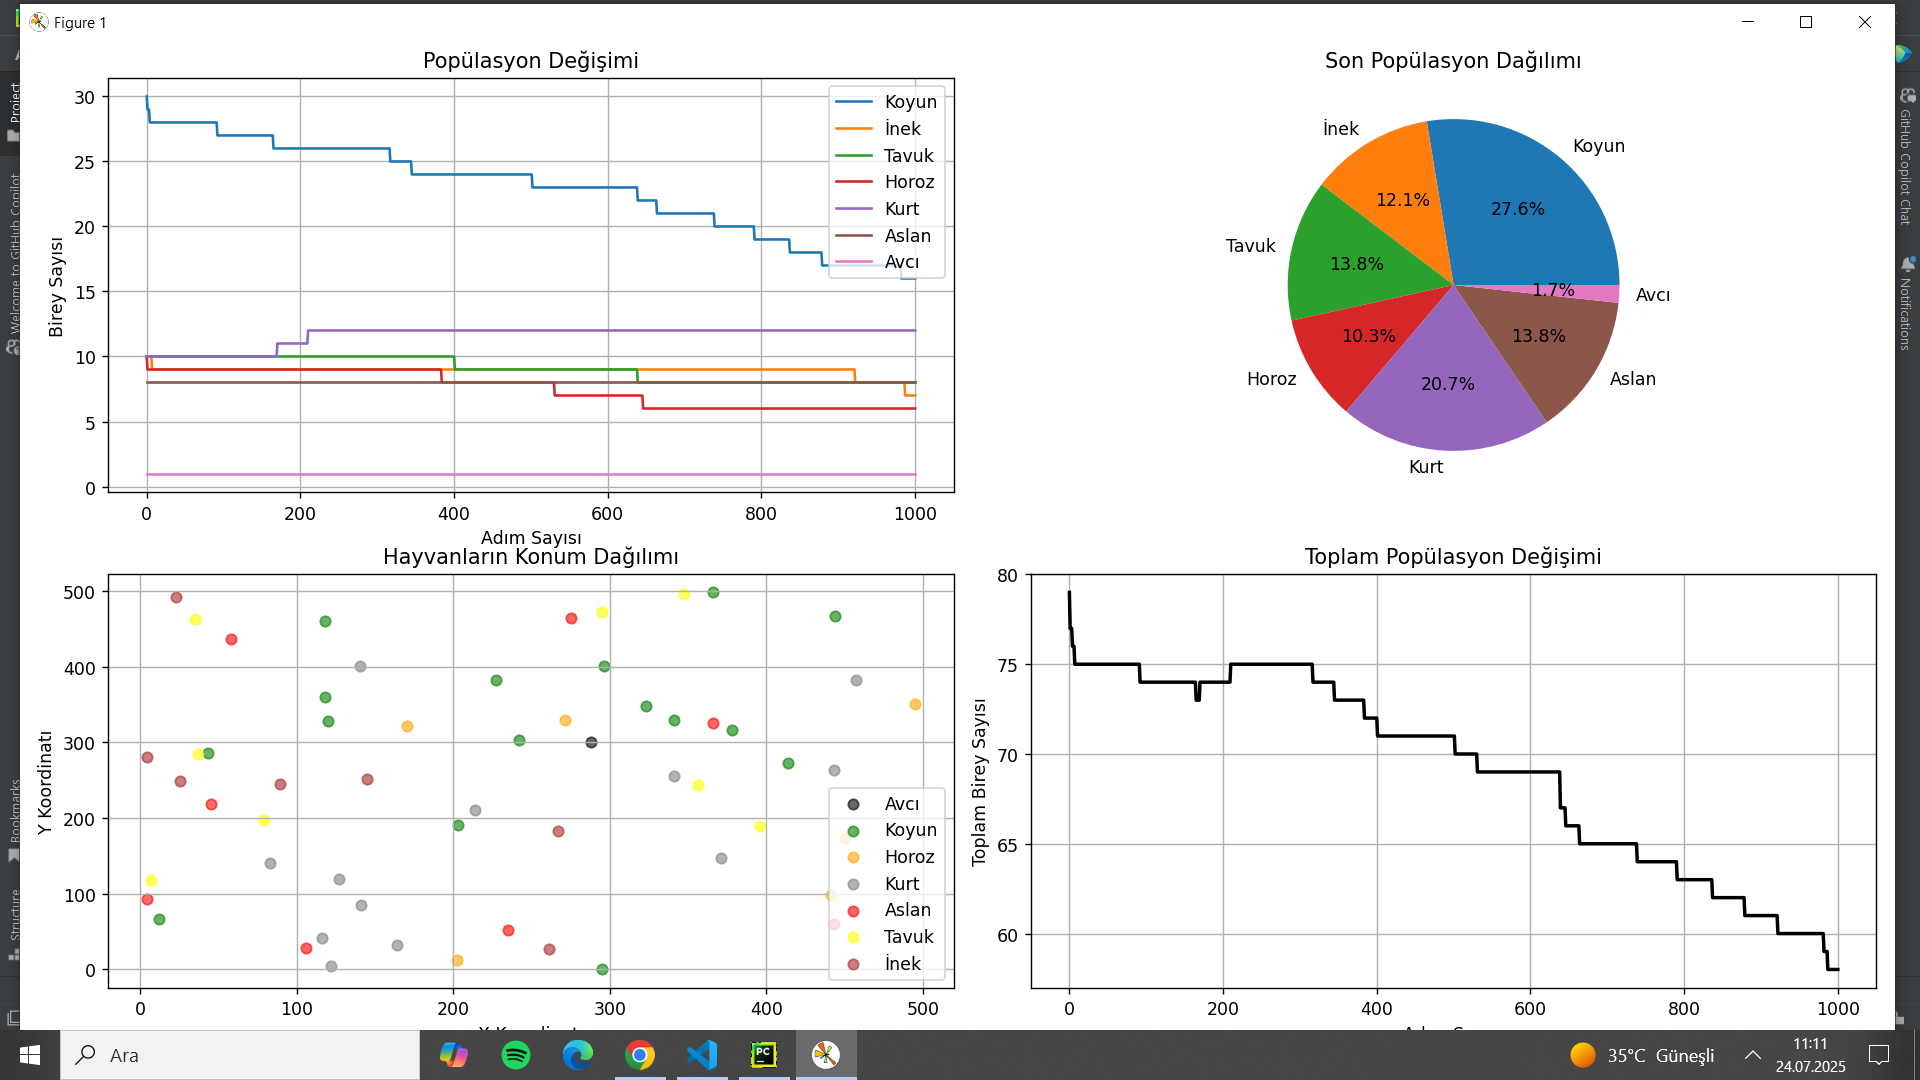 Figure 1
Project
Welcome to GitHub Copilot
Bookmarks
Structure
GitHub Copilot Chat
Notifications
Popülasyon Değişimi
Birey Sayısı
30
25
20
15
10
5
0
Koyun
İnek
Tavuk
Horoz
Kurt
Aslan
Avcı
0 200 400 600 800 1000
Adım Sayısı
Son Popülasyon Dağılımı
İnek
Koyun
12.1%
27.6%
Tavuk
13.8%
1.7%
Avcı
10.3%
13.8%
Horoz
20.7%
Aslan
Kurt
Hayvanların Konum Dağılımı
Y Koordinatı
500
400
300
200
100
0
Avcı
Koyun
Horoz
Kurt
Aslan
Tavuk
İnek
0 100 200 300 400 500
Toplam Popülasyon Değişimi
Toplam Birey Sayısı
80
75
70
65
60
0 200 400 600 800 1000
Ara
PC
35°C Güneşli
11:11
24.07.2025